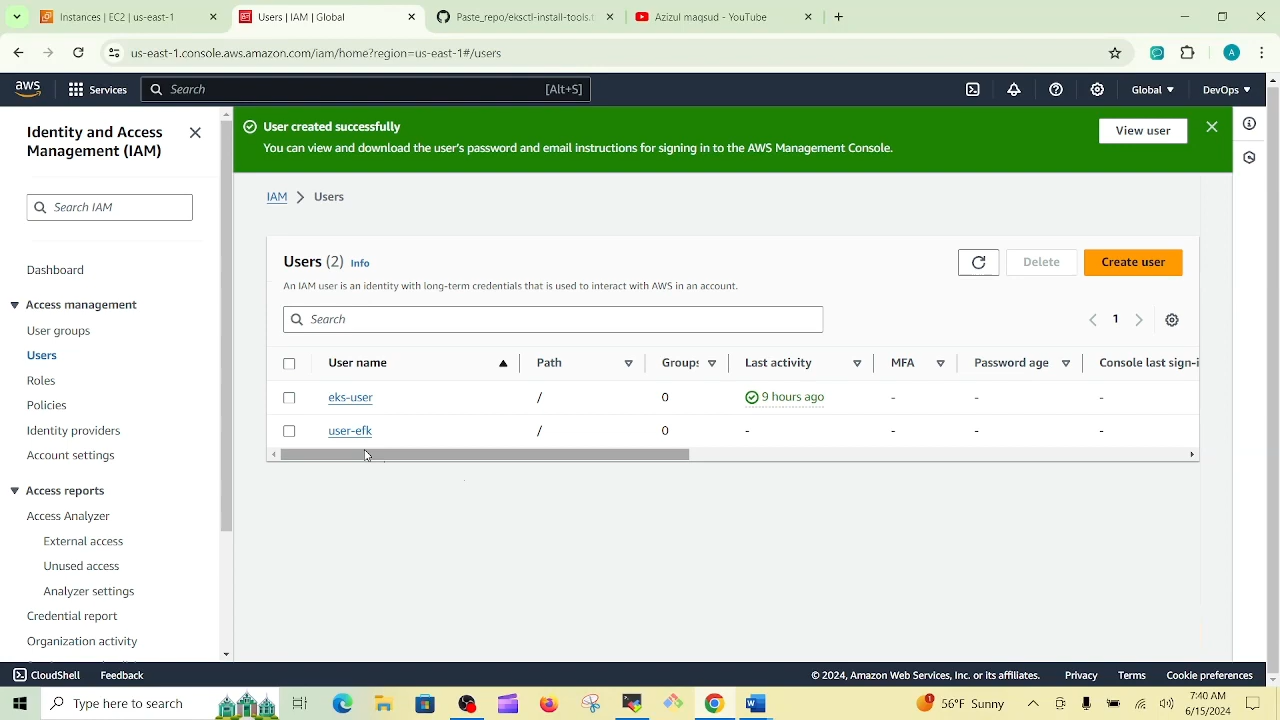 Instances | EC2 | us-east-1
Users | IAM | Global
Paste_repo/eksctl-install-tools.
Azizul maqsud - YouTube
us-east-1.console.aws.amazon.com/iam/home?region=us-east-1#/users
A
aws
Services
Search
[Alt+S]
Global
DevOps
Identity and Access
Management (IAM)
Search IAM
Dashboard
Access management
User groups
Users
Roles
Policies
Identity providers
Account settings
Access reports
Access Analyzer
External access
Unused access
Analyzer settings
Credential report
Organization activity
User created successfully
You can view and download the user's password and email instructions for signing in to the AWS Management Console.
View user
IAM > Users
Users (2) Info
Delete
Create user
An IAM user is an identity with long-term credentials that is used to interact with AWS in an account.
Search
1
User name Path Groups Last activity MFA Password age Console last sign-i
eks-user / 0 9 hours ago - - -
user-efk / 0 - - - -
CloudShell
Feedback
© 2024, Amazon Web Services, Inc. or its affiliates.
Privacy
Terms
Cookie preferences
Type here to search
1
56°F Sunny
7:40 AM
6/15/2024